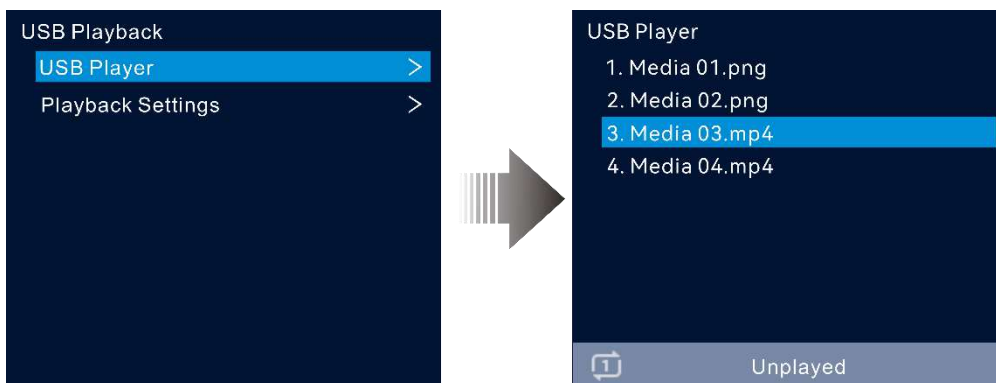 USB Playback
USB Player >
Playback Settings >
USB Player
1. Media 01.png
2. Media 02.png
3. Media 03.mp4
4. Media 04.mp4
1 Unplayed